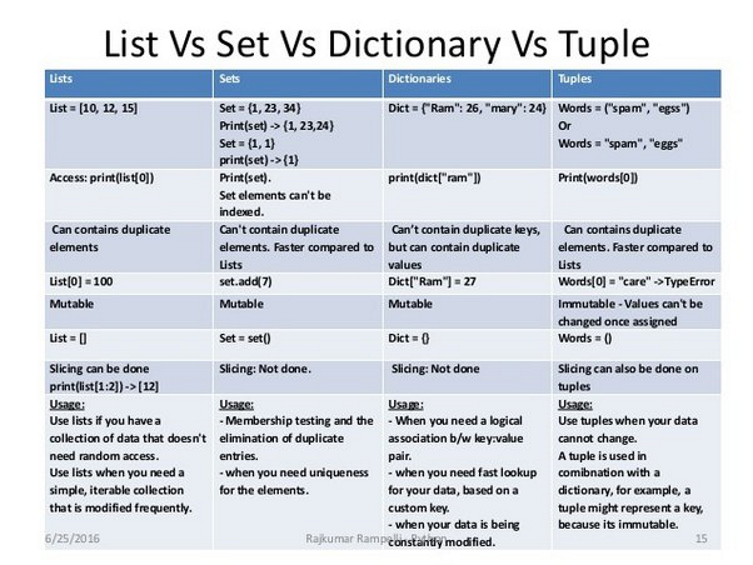 List Vs Set Vs Dictionary Vs Tuple
Lists
Sets
Dictionaries
Tuples
List = [10, 12, 15]
Set = {1, 23, 34}
Print(set) -> {1, 23,24}
Set = {1, 1}
print(set) -> {1}
Dict = {"Ram": 26, "mary": 24}
Words = ("spam", "egss")
Or
Words = "spam", "eggs"
Access: print(list[0])
Print(set).
Set elements can't be
indexed.
print(dict["ram"])
Print(words[0])
Can contains duplicate
elements
Can't contain duplicate
elements. Faster compared to
Lists
Can't contain duplicate keys,
but can contain duplicate
values
Can contains duplicate
elements. Faster compared to
Lists
List[0] = 100
set.add(7)
Dict["Ram"] = 27
Words[0] = "care" ->TypeError
Mutable
Mutable
Mutable
Immutable - Values can't be
changed once assigned
List = []
Set = set()
Dict = {}
Words = ()
Slicing can be done
print(list[1:2]) -> [12]
Slicing: Not done.
Slicing: Not done
Slicing can also be done on
tuples
Usage:
Use lists if you have a
collection of data that doesn't
need random access.
Use lists when you need a
simple, iterable collection
that is modified frequently.
Usage:
- Membership testing and the
elimination of duplicate
entries.
- when you need uniqueness
for the elements.
Usage:
- When you need a logical
association b/w key:value
pair.
- when you need fast lookup
for your data, based on a
custom key.
- when your data is being
constantly modified.
Usage:
Use tuples when your data
cannot change.
A tuple is used in
comibnation with a
dictionary, for example, a
tuple might represent a key,
because its immutable.
6/25/2016
Rajkumar Rampelli - Python
15